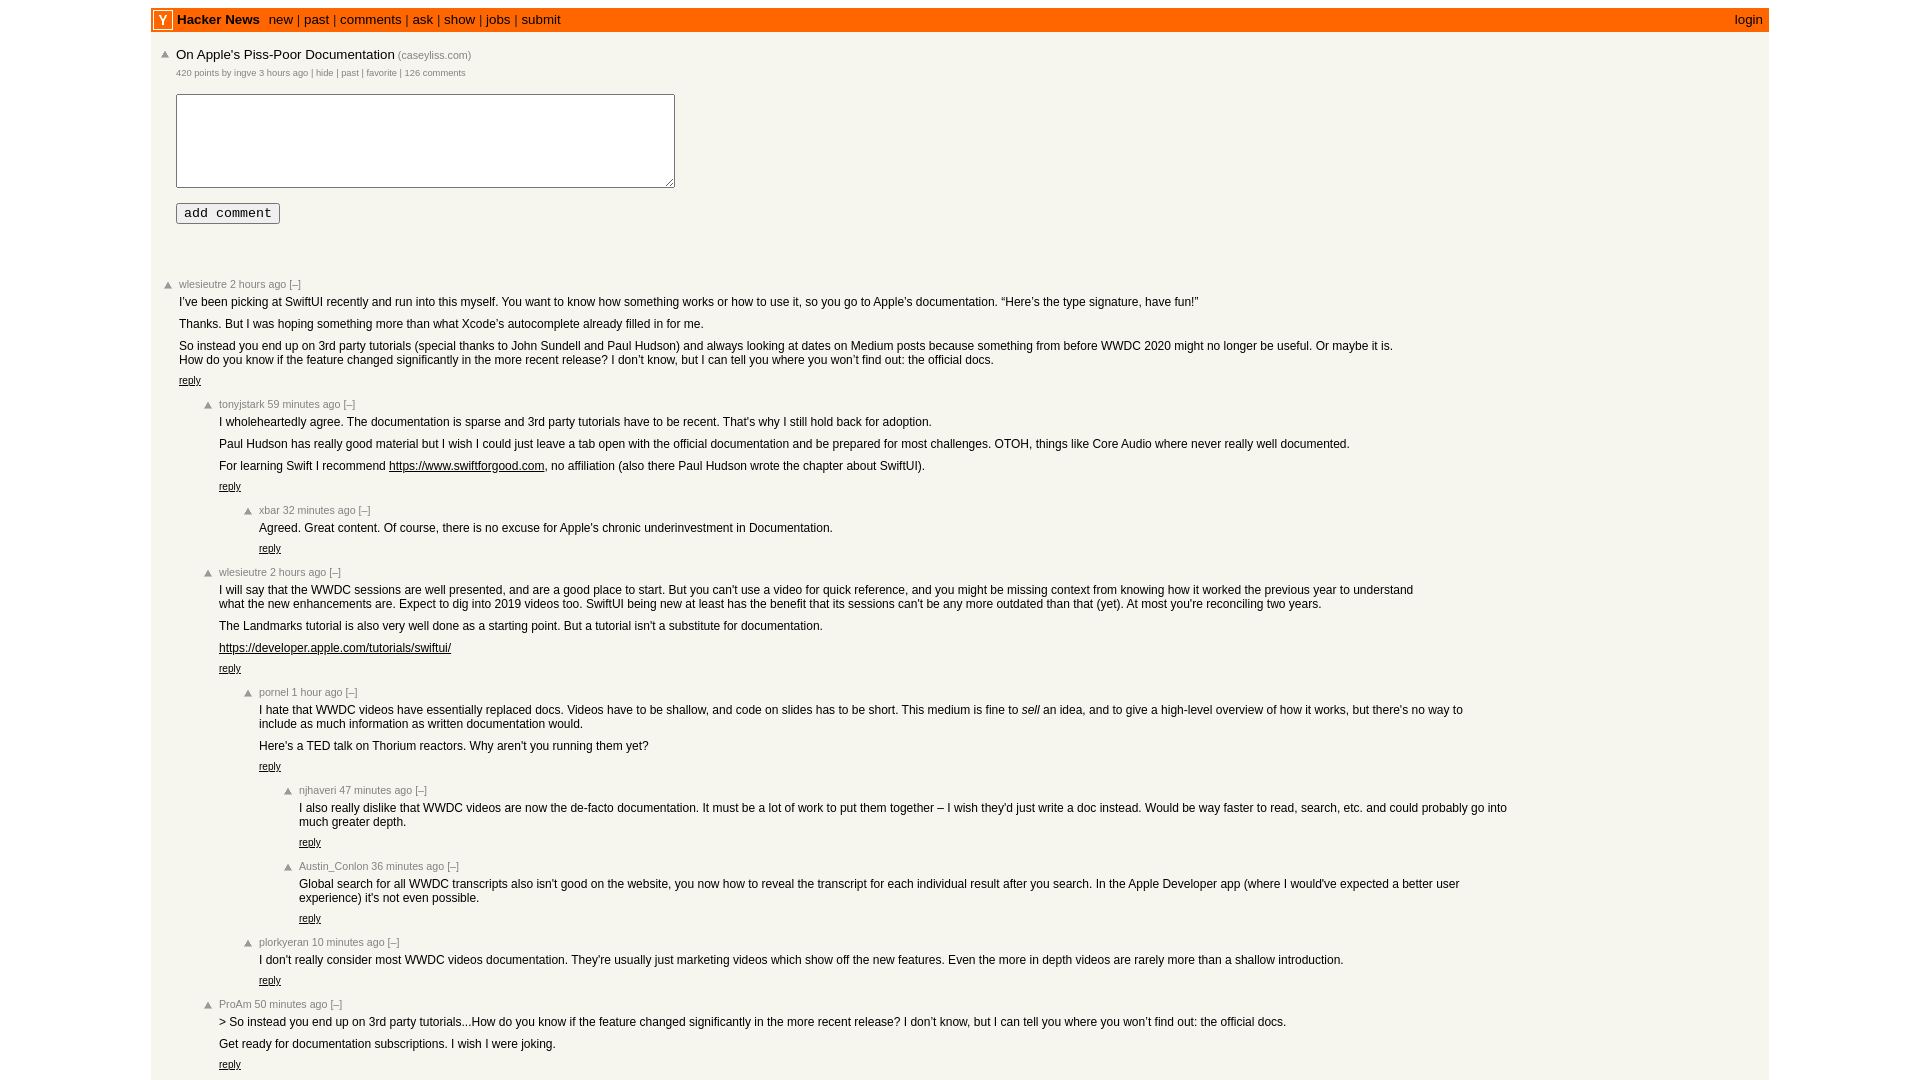 Y Hacker News new | past | comments | ask | show | jobs | submit login
On Apple's Piss-Poor Documentation (caseyliss.com)
420 points by ingve 3 hours ago | hide | past | favorite | 126 comments
add comment
wlesieutre 2 hours ago [–]
I’ve been picking at SwiftUI recently and run into this myself. You want to know how something works or how to use it, so you go to Apple’s documentation. “Here’s the type signature, have fun!”
Thanks. But I was hoping something more than what Xcode’s autocomplete already filled in for me.
So instead you end up on 3rd party tutorials (special thanks to John Sundell and Paul Hudson) and always looking at dates on Medium posts because something from before WWDC 2020 might no longer be useful. Or maybe it is.
How do you know if the feature changed significantly in the more recent release? I don’t know, but I can tell you where you won’t find out: the official docs.
reply
tonyjstark 59 minutes ago [–]
I wholeheartedly agree. The documentation is sparse and 3rd party tutorials have to be recent. That's why I still hold back for adoption.
Paul Hudson has really good material but I wish I could just leave a tab open with the official documentation and be prepared for most challenges. OTOH, things like Core Audio where never really well documented.
For learning Swift I recommend https://www.swiftforgood.com, no affiliation (also there Paul Hudson wrote the chapter about SwiftUI).
reply
xbar 32 minutes ago [–]
Agreed. Great content. Of course, there is no excuse for Apple's chronic underinvestment in Documentation.
reply
wlesieutre 2 hours ago [–]
I will say that the WWDC sessions are well presented, and are a good place to start. But you can't use a video for quick reference, and you might be missing context from knowing how it worked the previous year to understand
what the new enhancements are. Expect to dig into 2019 videos too. SwiftUI being new at least has the benefit that its sessions can't be any more outdated than that (yet). At most you're reconciling two years.
The Landmarks tutorial is also very well done as a starting point. But a tutorial isn't a substitute for documentation.
https://developer.apple.com/tutorials/swiftui/
reply
pornel 1 hour ago [–]
I hate that WWDC videos have essentially replaced docs. Videos have to be shallow, and code on slides has to be short. This medium is fine to sell an idea, and to give a high-level overview of how it works, but there's no way to
include as much information as written documentation would.
Here's a TED talk on Thorium reactors. Why aren't you running them yet?
reply
njhaveri 47 minutes ago [–]
I also really dislike that WWDC videos are now the de-facto documentation. It must be a lot of work to put them together – I wish they'd just write a doc instead. Would be way faster to read, search, etc. and could probably go into
much greater depth.
reply
Austin_Conlon 36 minutes ago [–]
Global search for all WWDC transcripts also isn't good on the website, you now how to reveal the transcript for each individual result after you search. In the Apple Developer app (where I would've expected a better user
experience) it's not even possible.
reply
plorkyeran 10 minutes ago [–]
I don't really consider most WWDC videos documentation. They're usually just marketing videos which show off the new features. Even the more in depth videos are rarely more than a shallow introduction.
reply
ProAm 50 minutes ago [–]
> So instead you end up on 3rd party tutorials...How do you know if the feature changed significantly in the more recent release? I don’t know, but I can tell you where you won’t find out: the official docs.
Get ready for documentation subscriptions. I wish I were joking.
reply